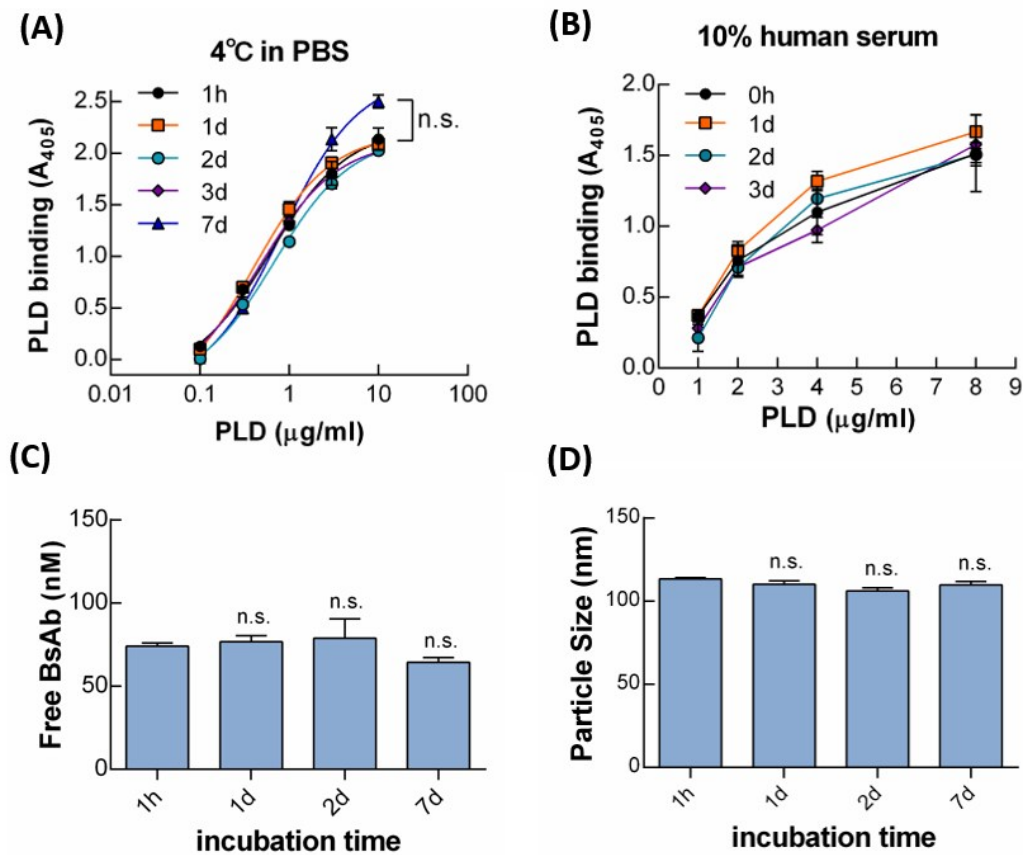 (A)
4°C in PBS
1h
1d
2d
3d
7d
n.s.
2.5
2.0
1.5
1.0
0.5
0.0
0.01 0.1 1 10 100
PLD binding (A405)
PLD (μg/ml)
(B)
10% human serum
0h
1d
2d
3d
2.0
1.5
1.0
0.5
0.0
0 1 2 3 4 5 6 7 8 9
PLD binding (A405)
PLD (μg/ml)
(C)
150
100
50
0
Free BsAb (nM)
n.s. n.s. n.s.
1h 1d 2d 7d
incubation time
(D)
150
100
50
0
Particle Size (nm)
n.s. n.s. n.s.
1h 1d 2d 7d
incubation time